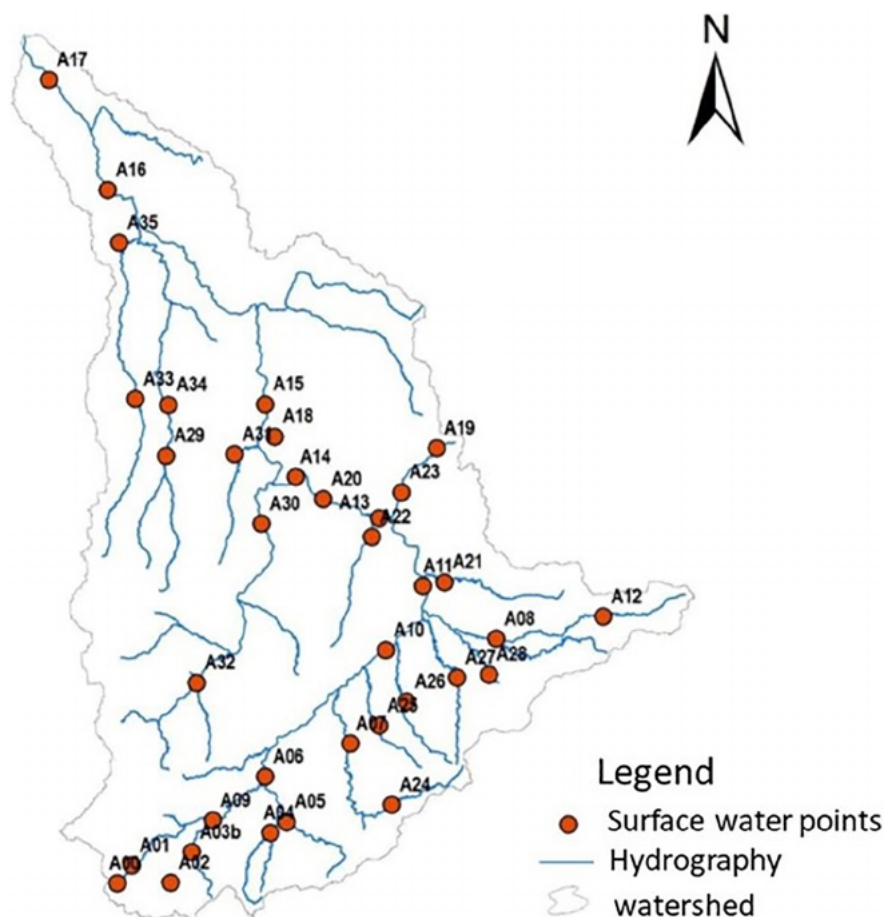 N
A17
A16
A35
A33
A34
A15
A18
A31
A29
A19
A14
A23
A20
A13
A30
A22
A11
A21
A12
A08
A10
A27
A28
A32
A26
A25
A07
A06
A24
A09
A05
A04
A03b
A01
A02
A00
Legend
Surface water points
Hydrography
watershed